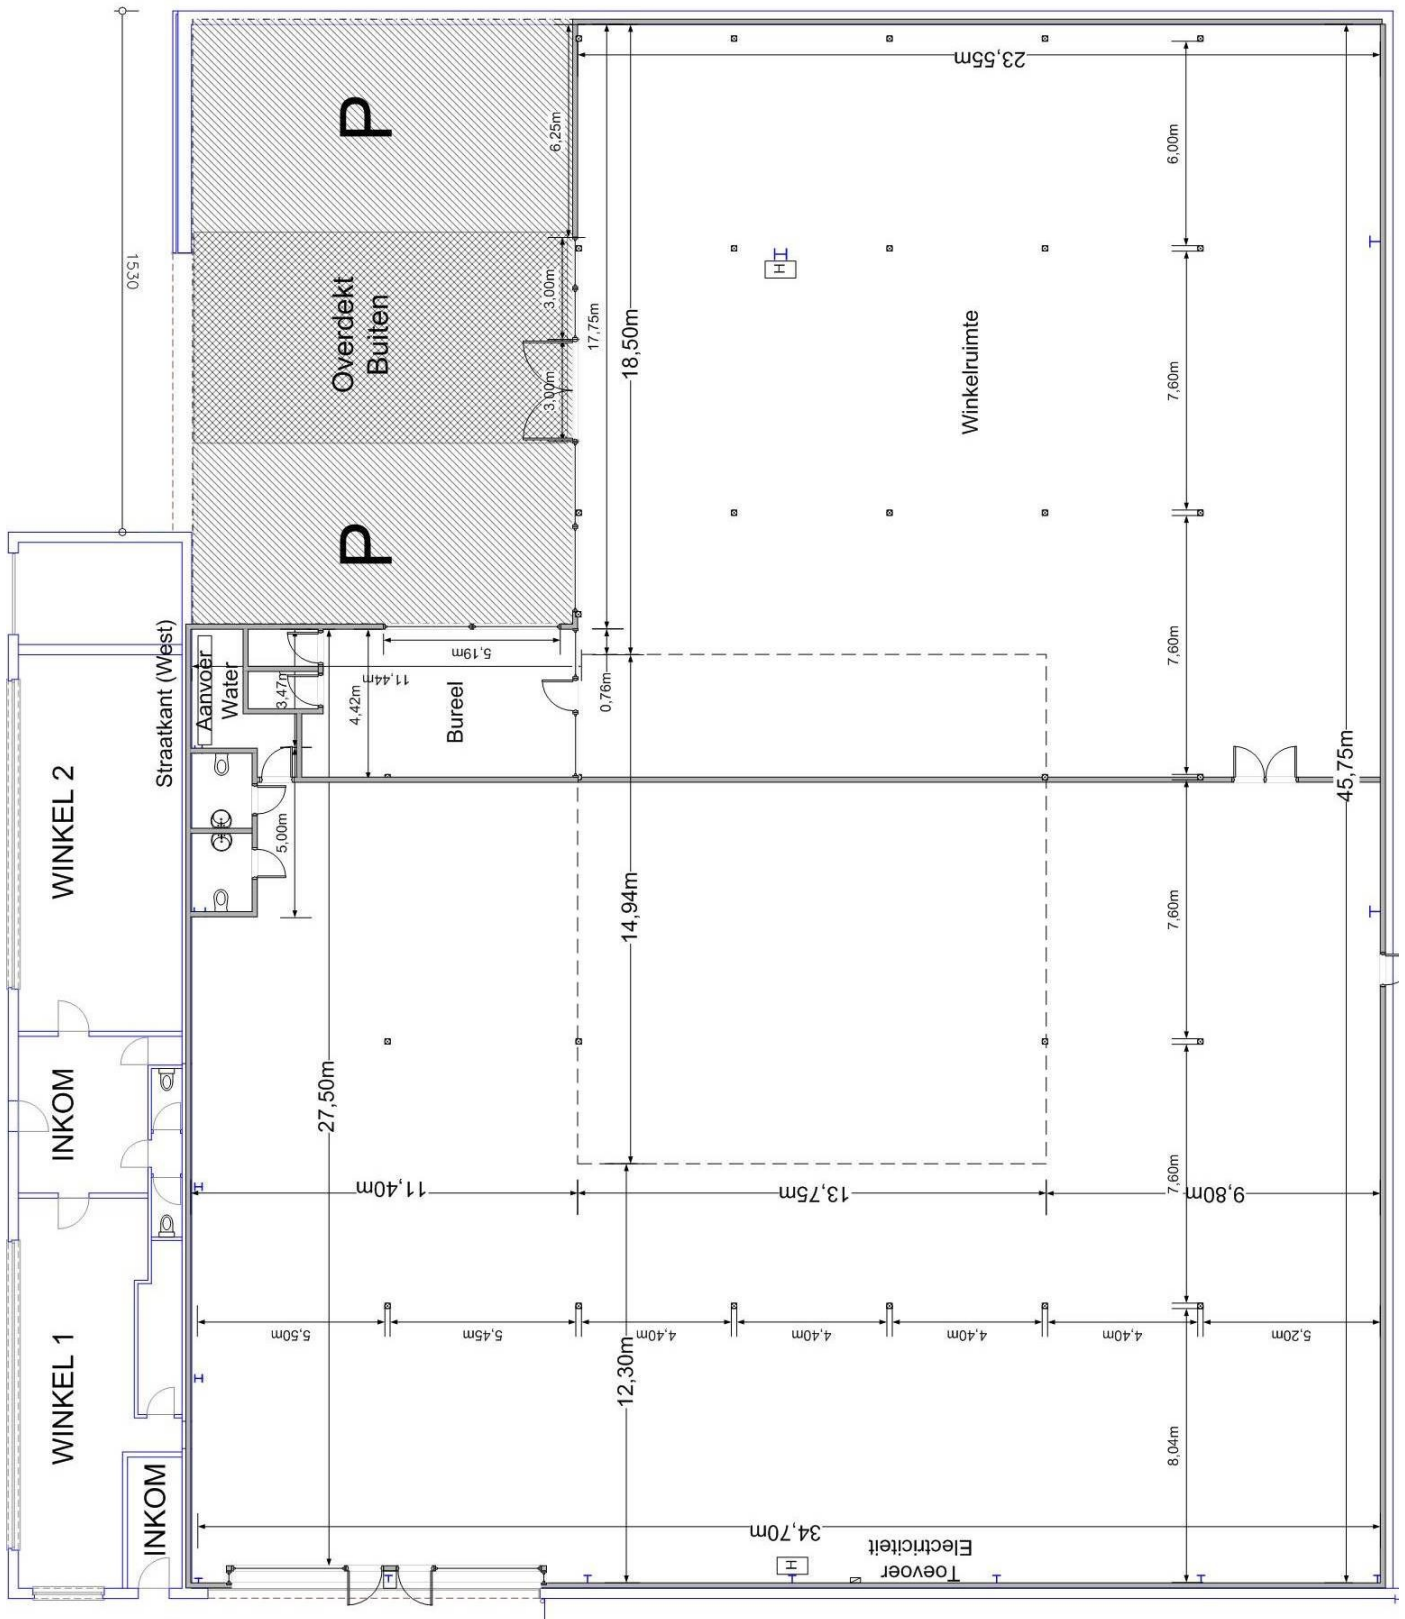 23,55m
P
6,25m
6,00m
1530
H
Overdekt
Buiten
3,00m
17,75m
18,50m
Winkelruimte
3,00m
7,60m
P
Straatkant (West)
Aanvoer
Water
3,47m
4,42m
5,19m
11,44m
Bureel
0,76m
7,60m
WINKEL 2
45,75m
5,00m
14,94m
7,60m
INKOM
27,50m
11,40m
13,75m
9,80m
7,60m
WINKEL 1
5,50m
5,45m
4,40m
4,40m
4,40m
4,40m
5,20m
12,30m
8,04m
INKOM
34,70m
H
Toevoer
Electriciteit